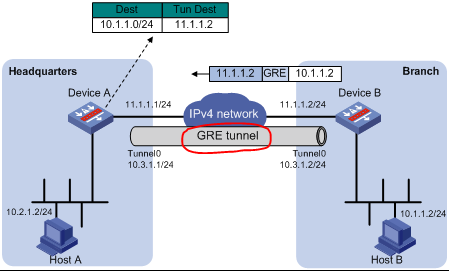 Dest Tun Dest
10.1.1.0/24 11.1.1.2
Headquarters
11.1.1.2 GRE 10.1.1.2
Branch
Device A
Device B
11.1.1.1/24
IPv4 network
11.1.1.2/24
GRE tunnel
Tunnel0
10.3.1.1/24
Tunnel0
10.3.1.2/24
10.2.1.2/24
10.1.1.2/24
Host A
Host B